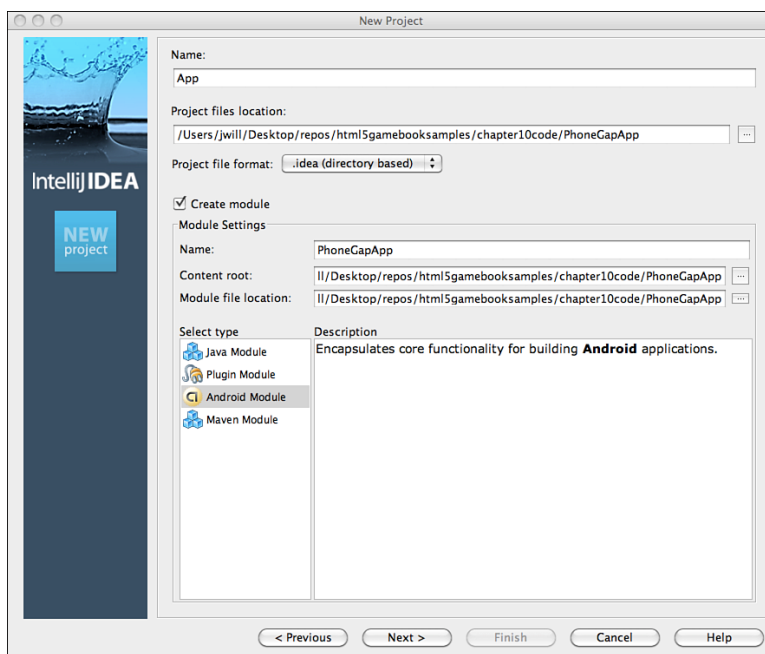 New Project
IntelliJIDEA
NEW
project
Name:
App
Project files location:
/Users/jwill/Desktop/repos/html5gamebooksamples/chapter10code/PhoneGapApp
...
Project file format: .idea (directory based)
Create module
Module Settings
Name: PhoneGapApp
Content root: ll/Desktop/repos/html5gamebooksamples/chapter10code/PhoneGapApp ...
Module file location: ll/Desktop/repos/html5gamebooksamples/chapter10code/PhoneGapApp ...
Select type
Java Module
Plugin Module
Android Module
Maven Module
Description
Encapsulates core functionality for building Android applications.
< Previous Next > Finish Cancel Help